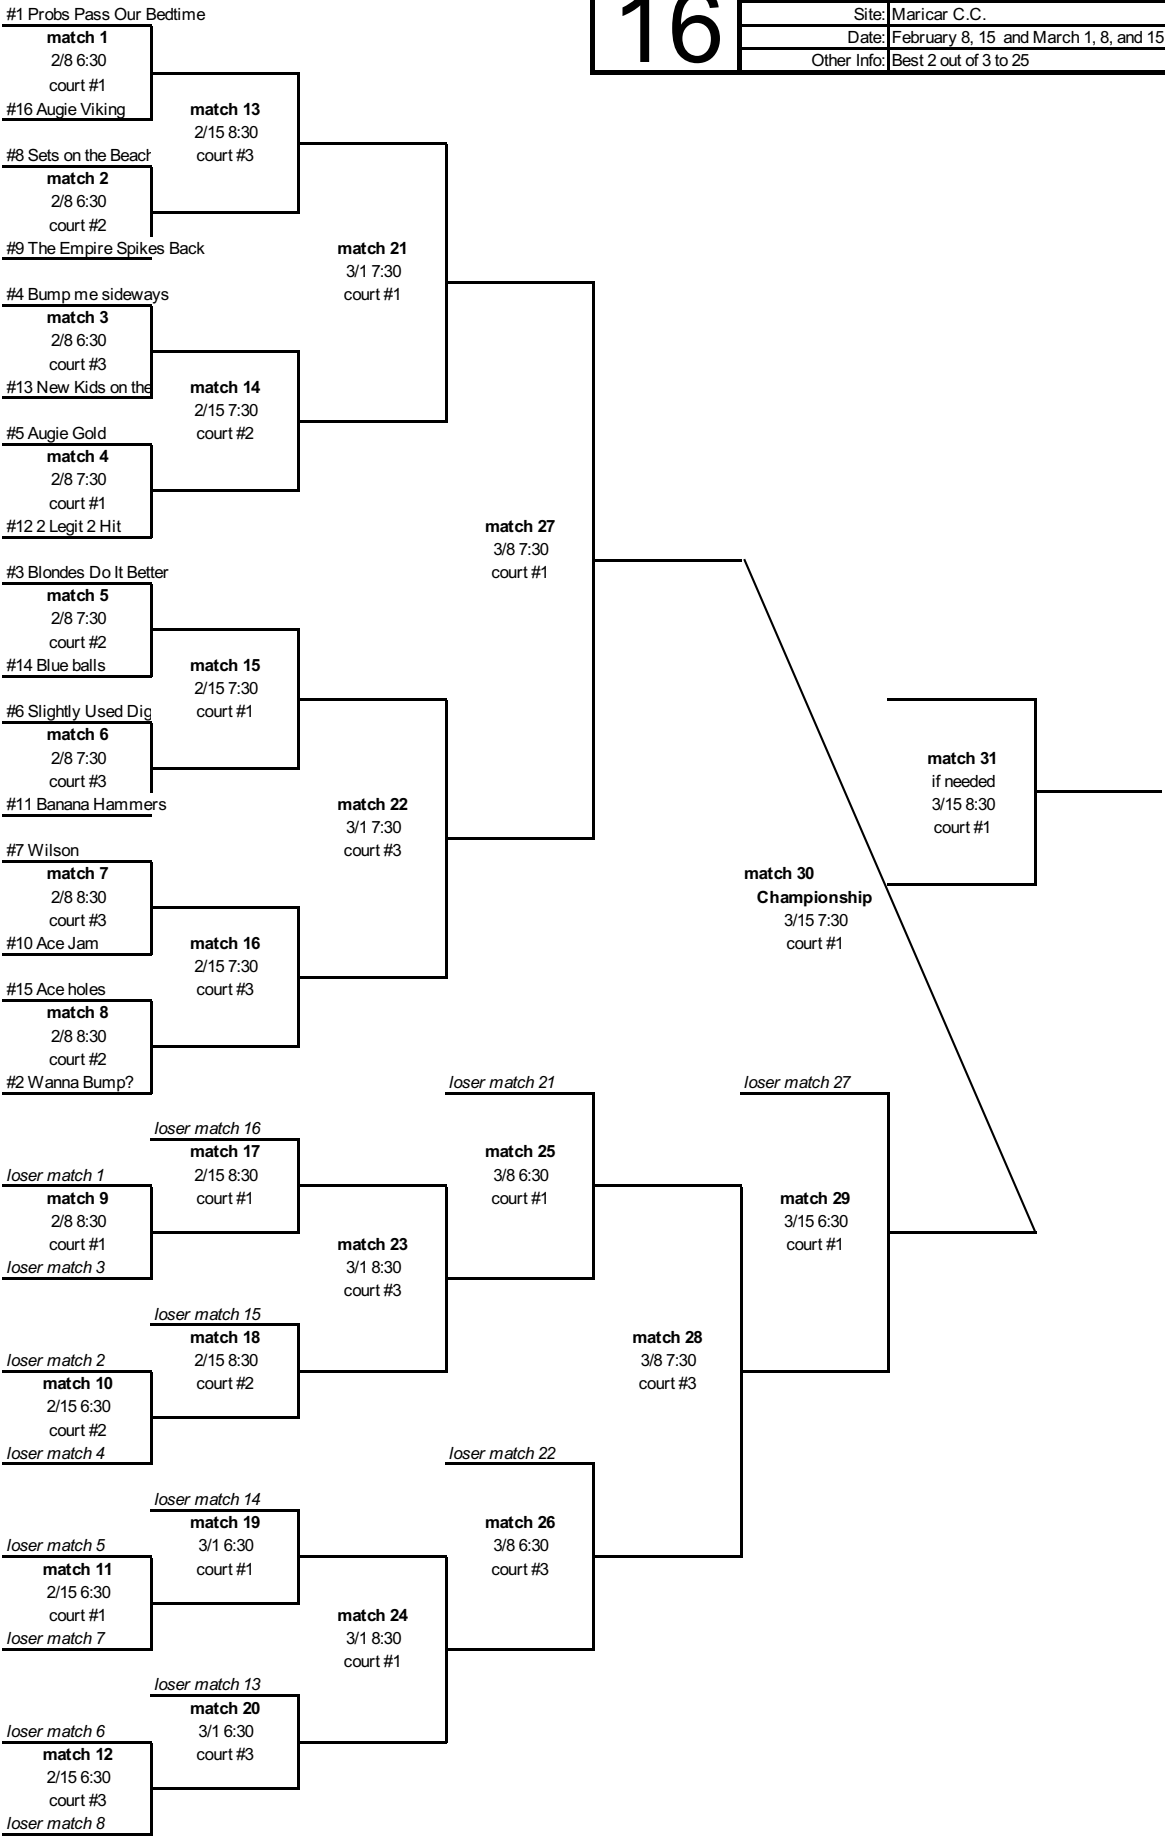 #1 Probs Pass Our Bedtime
match 1
2/8 6:30
court #1
#16 Augie Viking
match 13
2/15 8:30
court #3
#8 Sets on the Beach
match 2
2/8 6:30
court #2
#9 The Empire Spikes Back
match 21
3/1 7:30
court #1
#4 Bump me sideways
match 3
2/8 6:30
court #3
#13 New Kids on the
match 14
2/15 7:30
court #2
#5 Augie Gold
match 4
2/8 7:30
court #1
#12 2 Legit 2 Hit
match 27
3/8 7:30
court #1
#3 Blondes Do It Better
match 5
2/8 7:30
court #2
#14 Blue balls
match 15
2/15 7:30
court #1
#6 Slightly Used Dig
match 6
2/8 7:30
court #3
#11 Banana Hammers
match 22
3/1 7:30
court #3
#7 Wilson
match 7
2/8 8:30
court #3
#10 Ace Jam
match 16
2/15 7:30
court #3
#15 Ace holes
match 8
2/8 8:30
court #2
#2 Wanna Bump?
16
Site: Maricar C.C.
Date: February 8, 15 and March 1, 8, and 15
Other Info: Best 2 out of 3 to 25
match 31
if needed
3/15 8:30
court #1
match 30
Championship
3/15 7:30
court #1
loser match 21
loser match 27
loser match 16
match 17
2/15 8:30
court #1
match 25
3/8 6:30
court #1
loser match 1
match 9
2/8 8:30
court #1
loser match 3
match 29
3/15 6:30
court #1
match 23
3/1 8:30
court #3
loser match 15
match 18
2/15 8:30
court #2
match 28
3/8 7:30
court #3
loser match 2
match 10
2/15 6:30
court #2
loser match 4
loser match 22
loser match 14
match 19
3/1 6:30
court #1
match 26
3/8 6:30
court #3
loser match 5
match 11
2/15 6:30
court #1
loser match 7
match 24
3/1 8:30
court #1
loser match 13
match 20
3/1 6:30
court #3
loser match 6
match 12
2/15 6:30
court #3
loser match 8